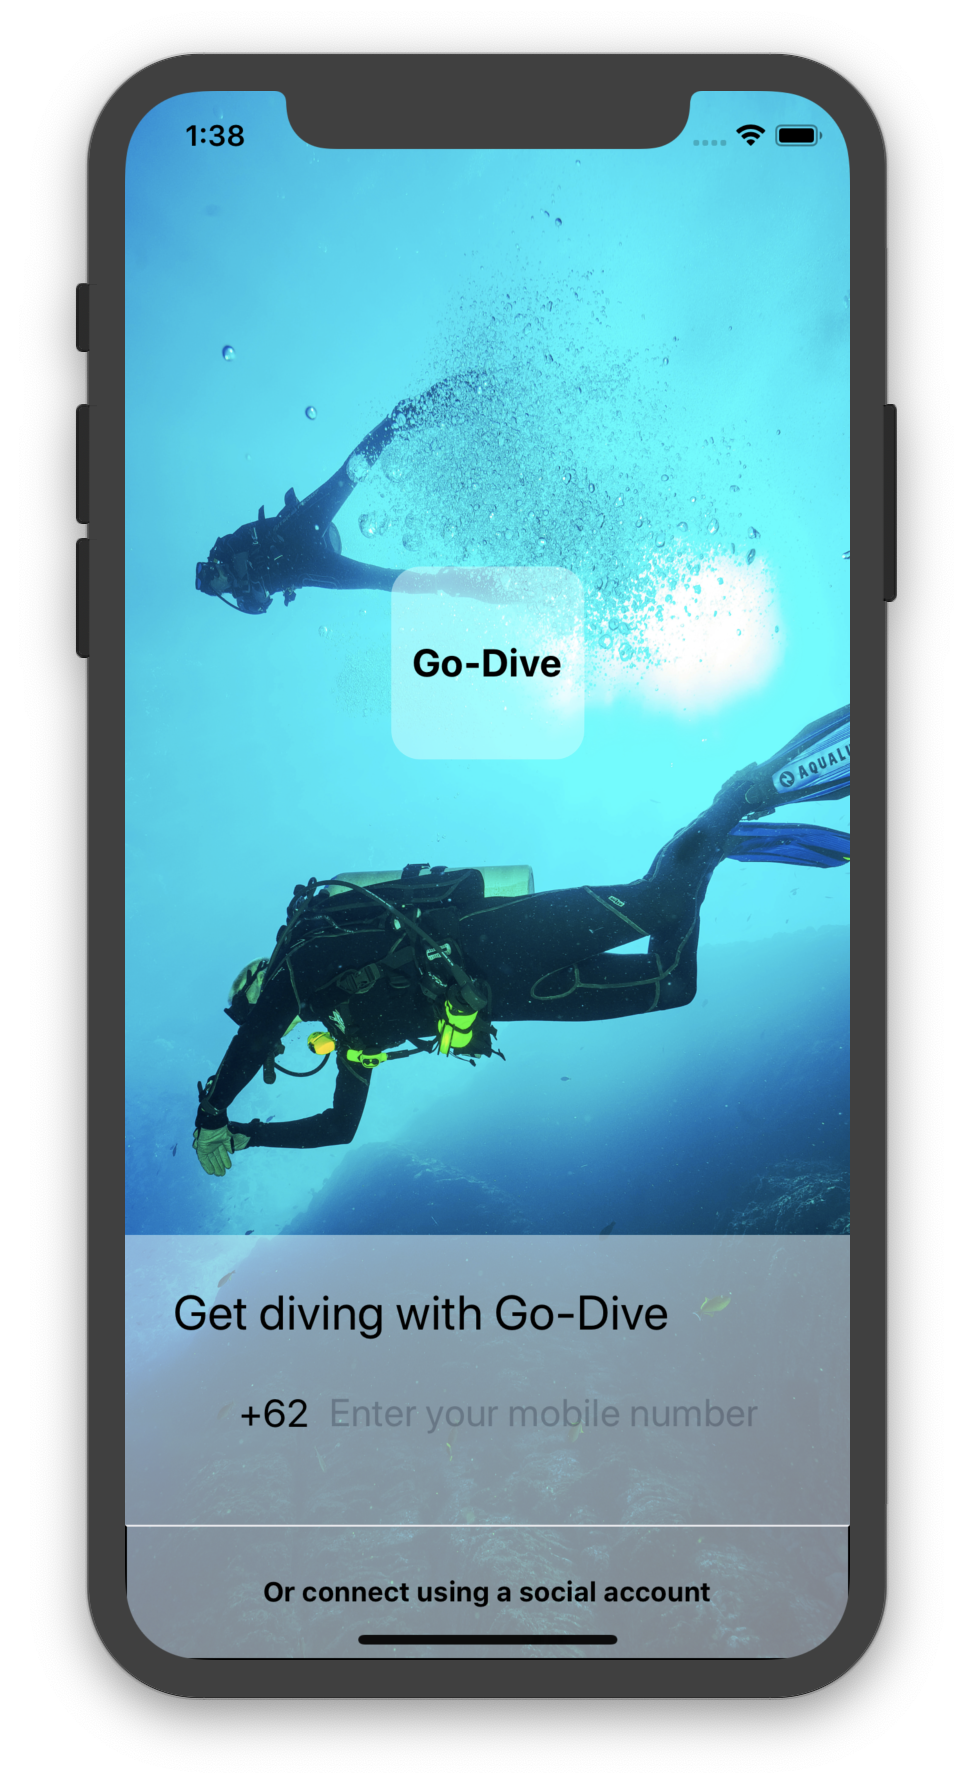 1:38
Go-Dive
Get diving with Go-Dive
+62 Enter your mobile number
Or connect using a social account